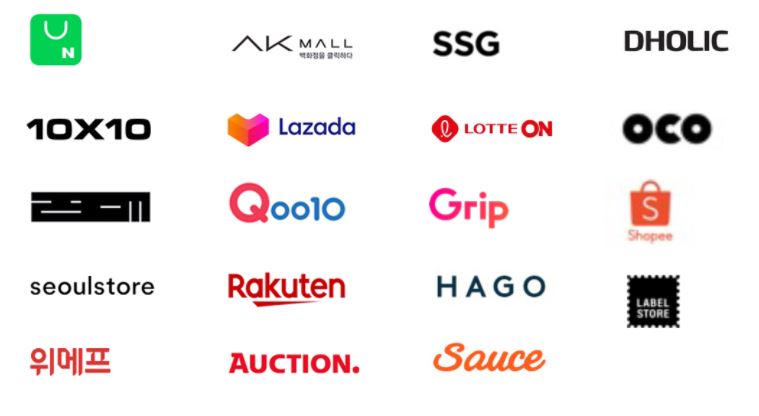 N
AK MALL
백화점을 클릭하다
SSG
DHOLIC
10X10
Lazada
LOTTE ON
OCO
29CM
Qoo10
Grip
Shopee
seoulstore
Rakuten
HAGO
LABEL
STORE
위메프
AUCTION.
Sauce